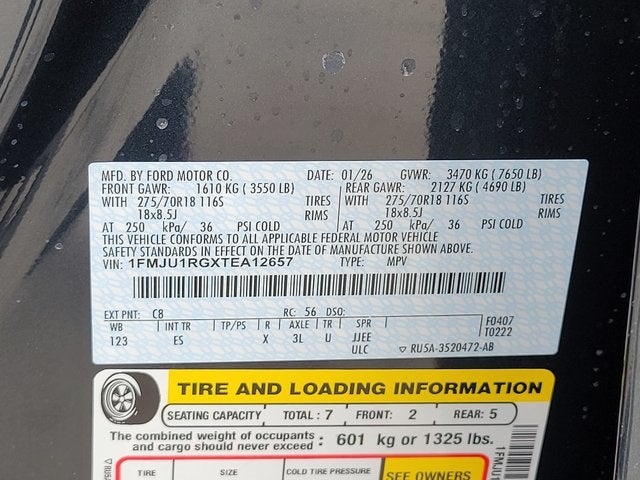 MFD. BY FORD MOTOR CO. DATE: 01/26 GVWR: 3470 KG (7650 LB)
FRONT GAWR: 1610 KG (3550 LB) REAR GAWR: 2127 KG (4690 LB)
WITH 275/70R18 116S TIRES WITH 275/70R18 116S TIRES
18x8.5J RIMS 18x8.5J RIMS
AT 250 kPa/ 36 PSI COLD AT 250 kPa/ 36 PSI COLD
THIS VEHICLE CONFORMS TO ALL APPLICABLE FEDERAL MOTOR VEHICLE
SAFETY STANDARDS IN EFFECT ON THE DATE OF MANUFACTURE SHOWN ABOVE.
VIN: 1FMJU1RGXTEA12657 TYPE: MPV
EXT PNT: C8 RC: 56 DSO:
WB INT TR TP/PS R AXLE TR SPR F0407
123 ES X 3L U JJEE T0222
ULC ▽ RU5A-3520472-AB
TIRE AND LOADING INFORMATION
SEATING CAPACITY TOTAL : 7 FRONT: 2 REAR: 5
The combined weight of occupants
and cargo should never exceed : 601 kg or 1325 lbs.
TIRE SIZE COLD TIRE PRESSURE SEE OWNERS
1FMJU1
▽ RU5A